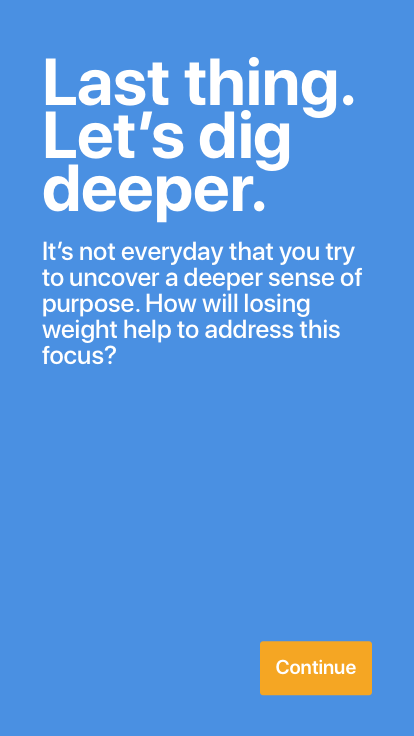 Last thing.
Let’s dig
deeper.
It’s not everyday that you try
to uncover a deeper sense of
purpose. How will losing
weight help to address this
focus?
Continue